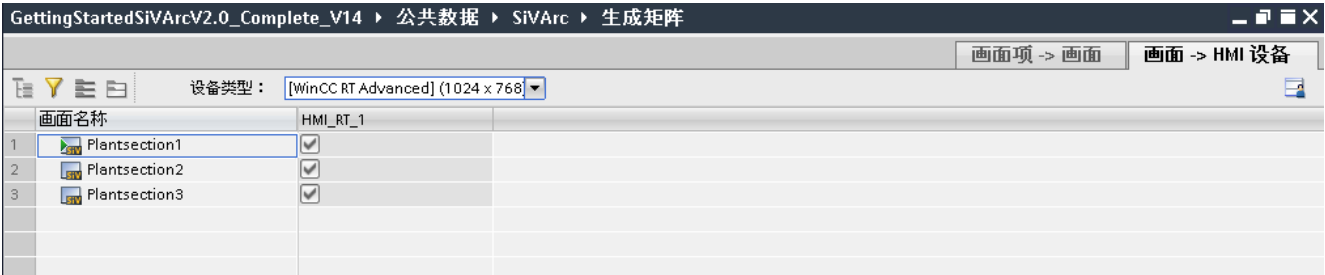 GettingStartedSiVArcV2.0_Complete_V14 ▸ 公共数据 ▸ SiVArc ▸ 生成矩阵
画面项 -> 画面 画面 -> HMI 设备
设备类型： [WinCC RT Advanced] (1024 x 768)
画面名称 HMI_RT_1
1 Plantsection1
2 Plantsection2
3 Plantsection3